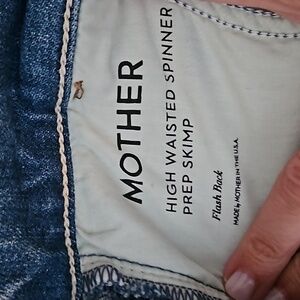 MOTHER
HIGH WAISTED SPINNER
PREP SKIMP
Flash Back
MADE by MOTHER IN THE U.S.A.